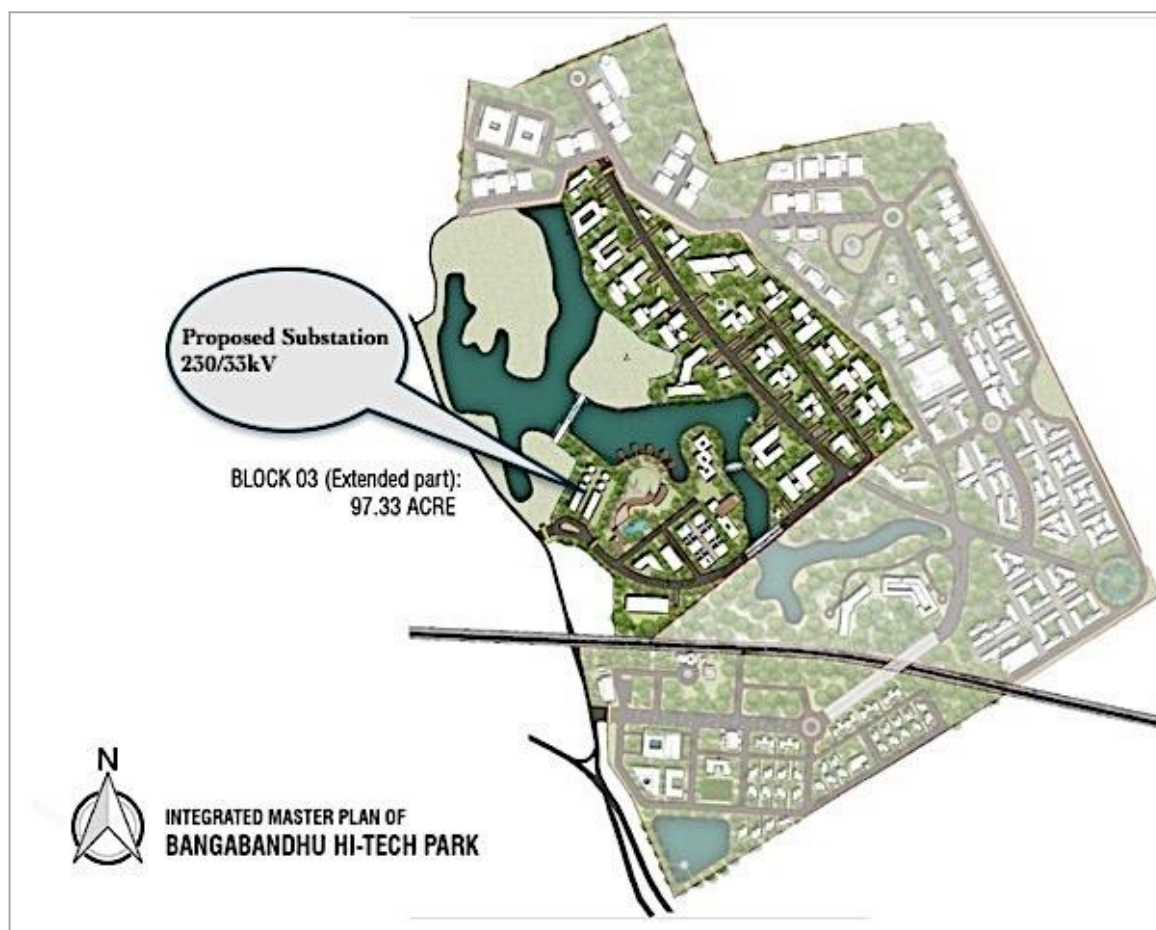 Proposed Substation
230/33kV
BLOCK 03 (Extended part):
97.33 ACRE
N
INTEGRATED MASTER PLAN OF
BANGABANDHU HI-TECH PARK